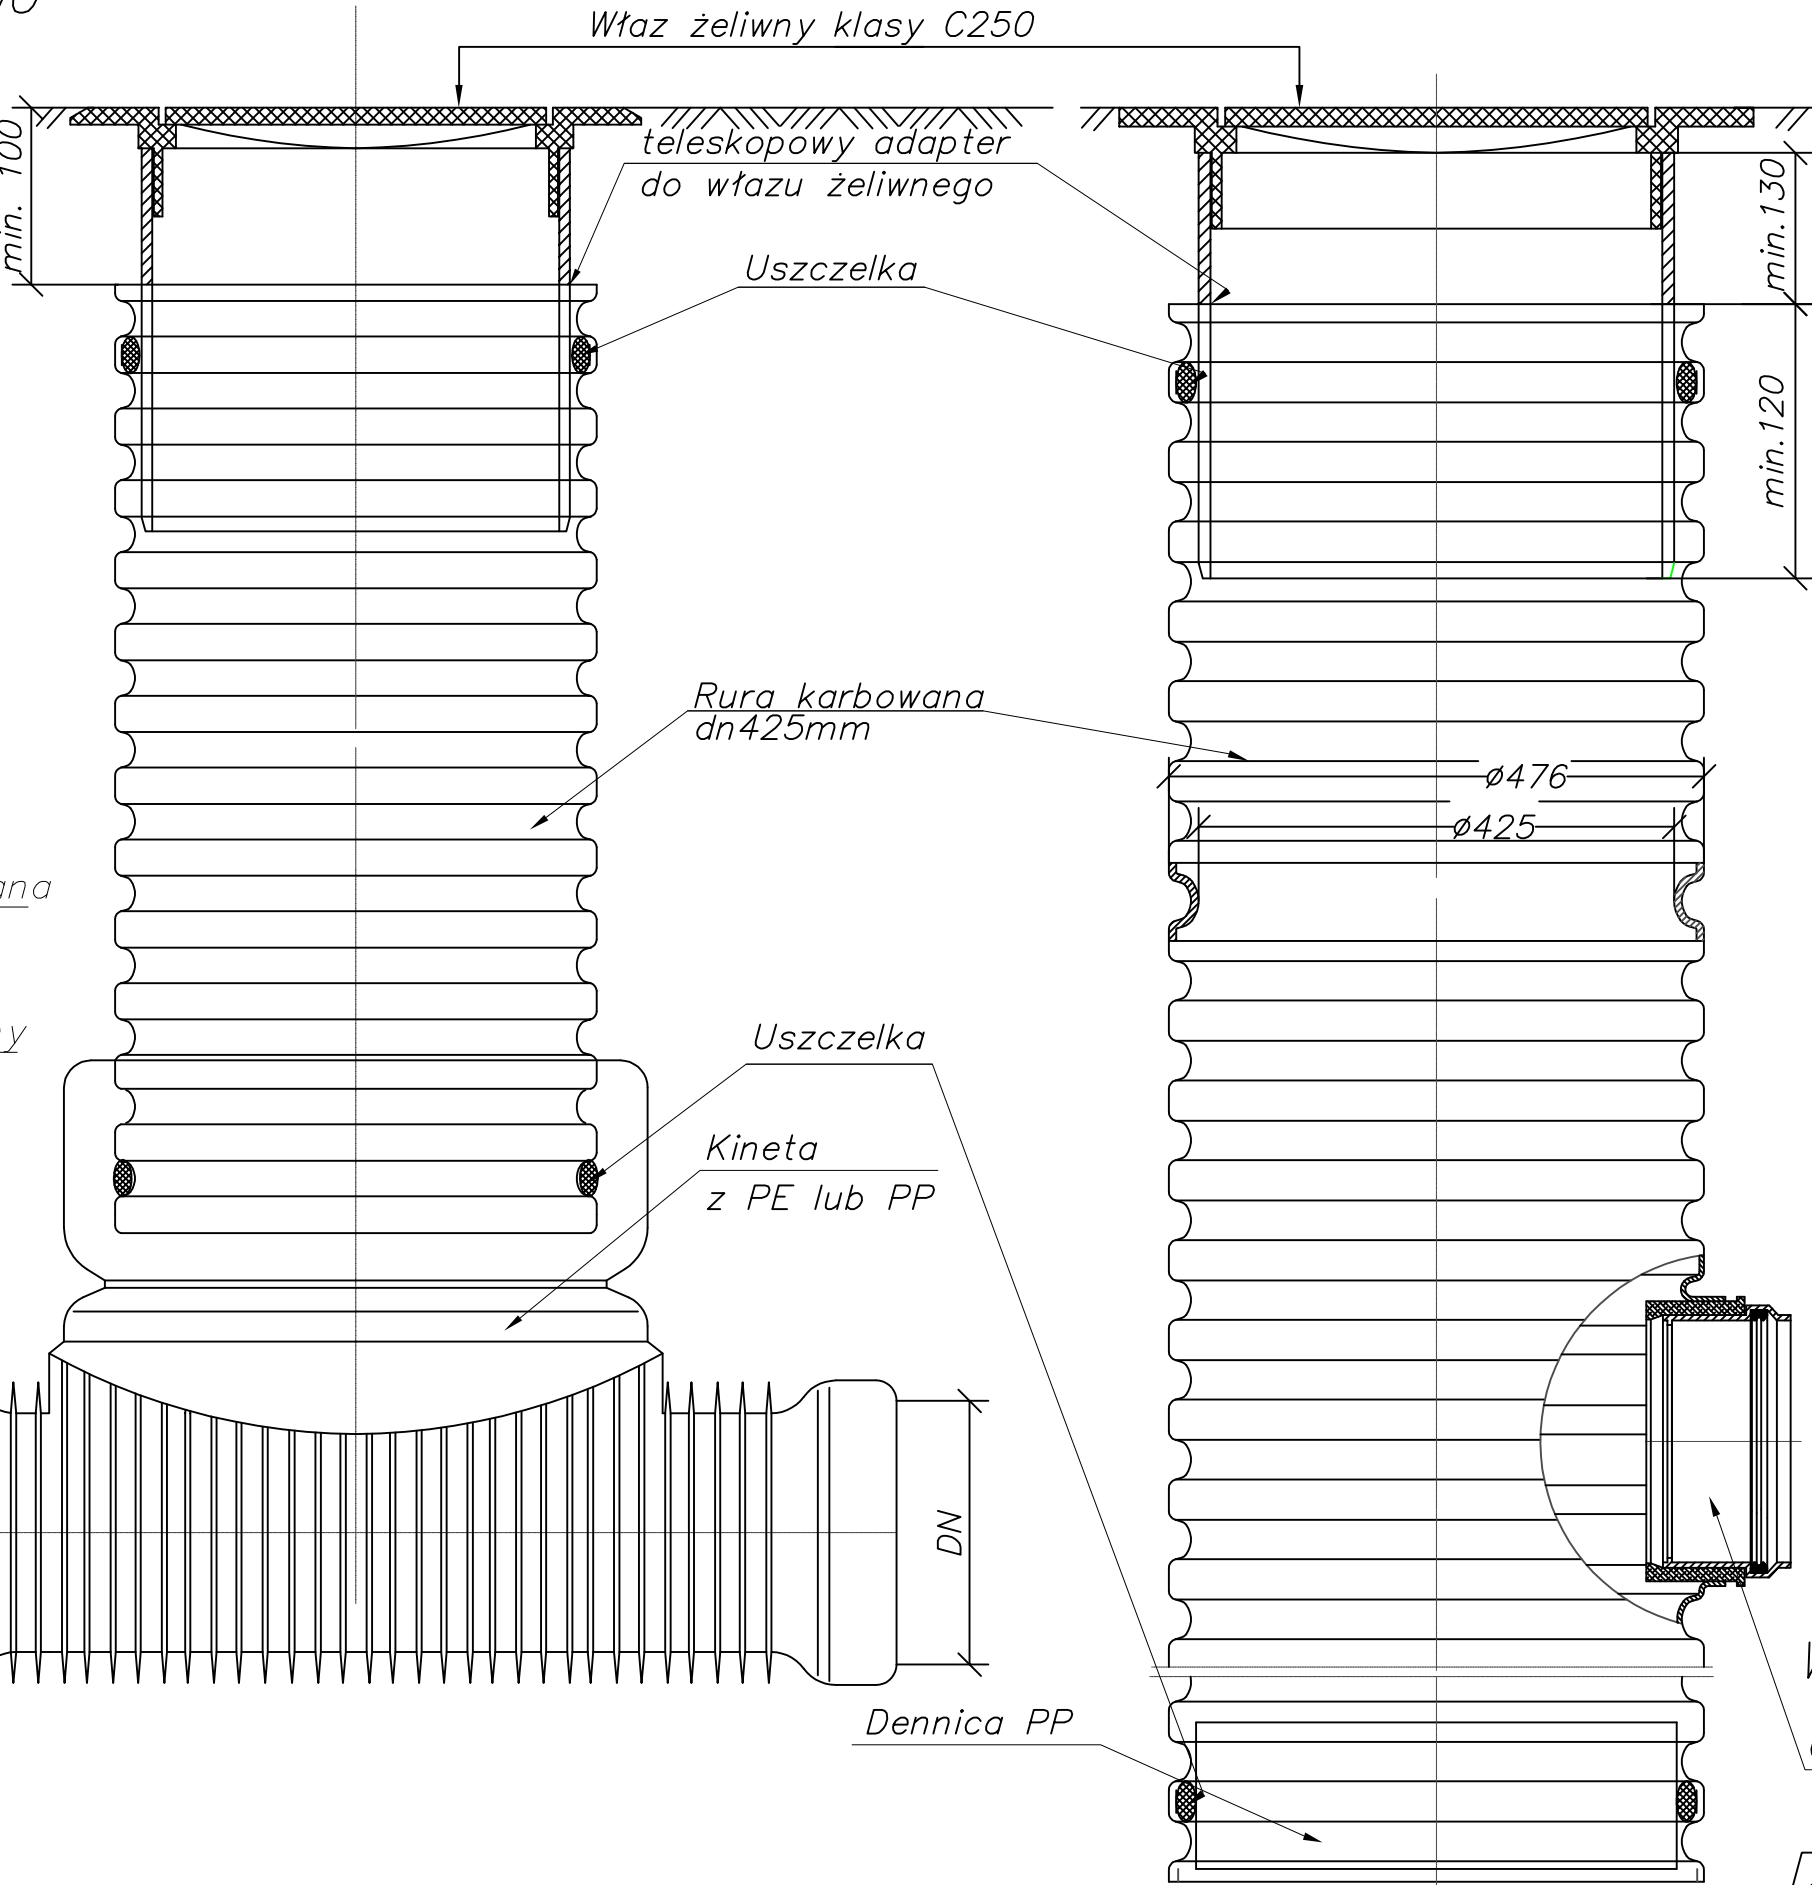 Właz żeliwny klasy C250
min. 100
teleskopowy adapter
do włazu żeliwnego
min.130
Uszczelka
min.120
Rura karbowana
dn425mm
ø476
ø425
Uszczelka
Kineta
z PE lub PP
DN
Dennica PP